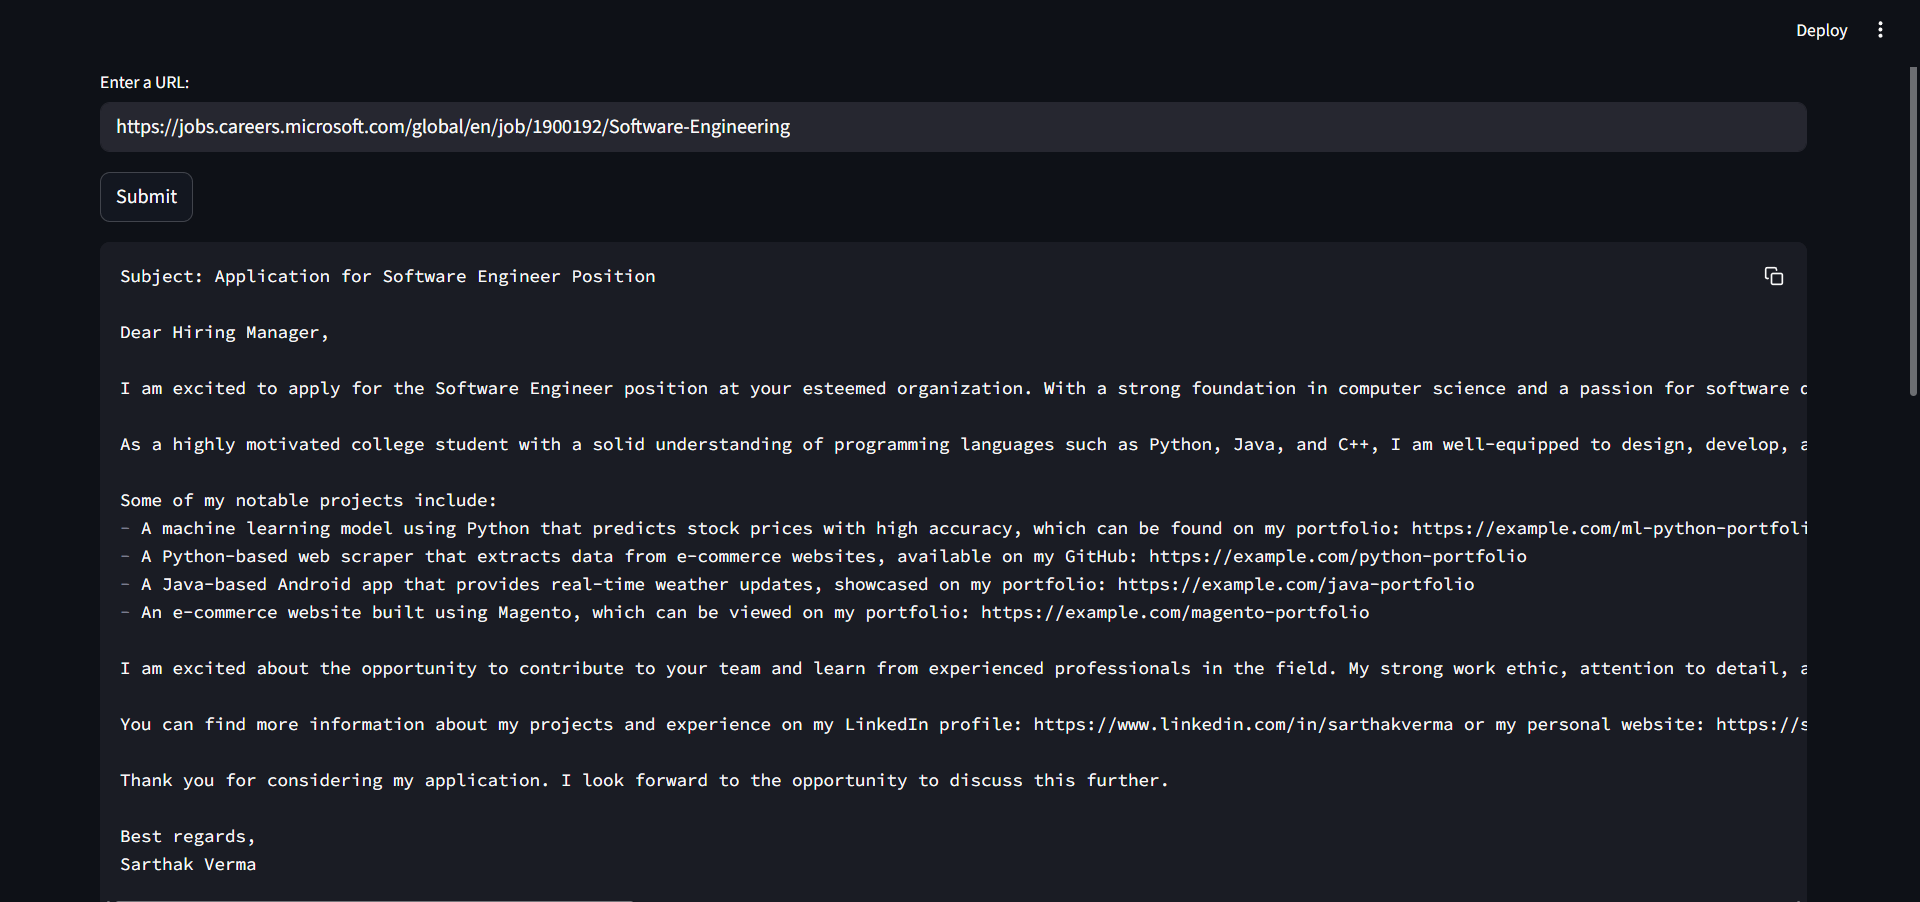 Deploy
Enter a URL:
https://jobs.careers.microsoft.com/global/en/job/1900192/Software-Engineering
Submit
Subject: Application for Software Engineer Position
Dear Hiring Manager,
I am excited to apply for the Software Engineer position at your esteemed organization. With a strong foundation in computer science and a passion for software
As a highly motivated college student with a solid understanding of programming languages such as Python, Java, and C++, I am well-equipped to design, develop,
Some of my notable projects include:
- A machine learning model using Python that predicts stock prices with high accuracy, which can be found on my portfolio: https://example.com/ml-python-portfoli
- A Python-based web scraper that extracts data from e-commerce websites, available on my GitHub: https://example.com/python-portfolio
- A Java-based Android app that provides real-time weather updates, showcased on my portfolio: https://example.com/java-portfolio
- An e-commerce website built using Magento, which can be viewed on my portfolio: https://example.com/magento-portfolio
I am excited about the opportunity to contribute to your team and learn from experienced professionals in the field. My strong work ethic, attention to detail,
You can find more information about my projects and experience on my LinkedIn profile: https://www.linkedin.com/in/sarthakverma or my personal website: https://s
Thank you for considering my application. I look forward to the opportunity to discuss this further.
Best regards,
Sarthak Verma